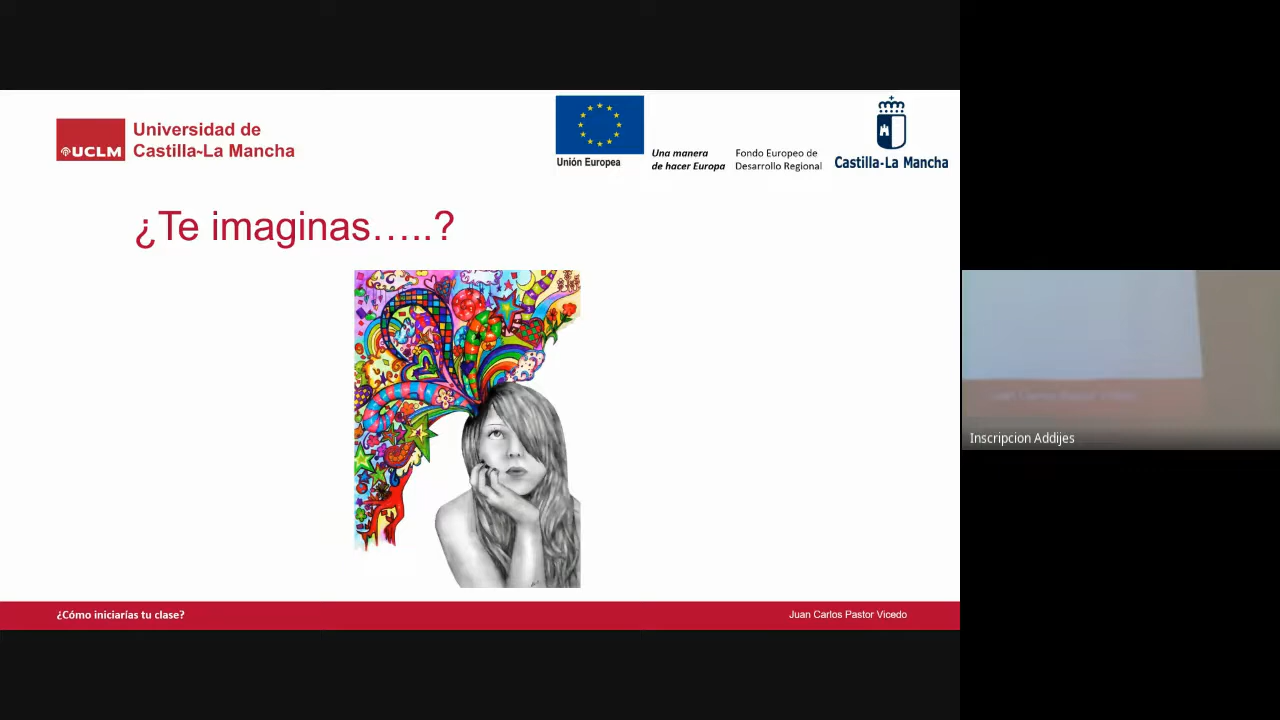 UCLM
Universidad de
Castilla-La Mancha
Unión Europea
Una manera
de hacer Europa
Fondo Europeo de
Desarrollo Regional
Castilla-La Mancha
¿Te imaginas…..?
¿Cómo iniciarías tu clase?
Juan Carlos Pastor Vicedo
Inscripcion Addijes